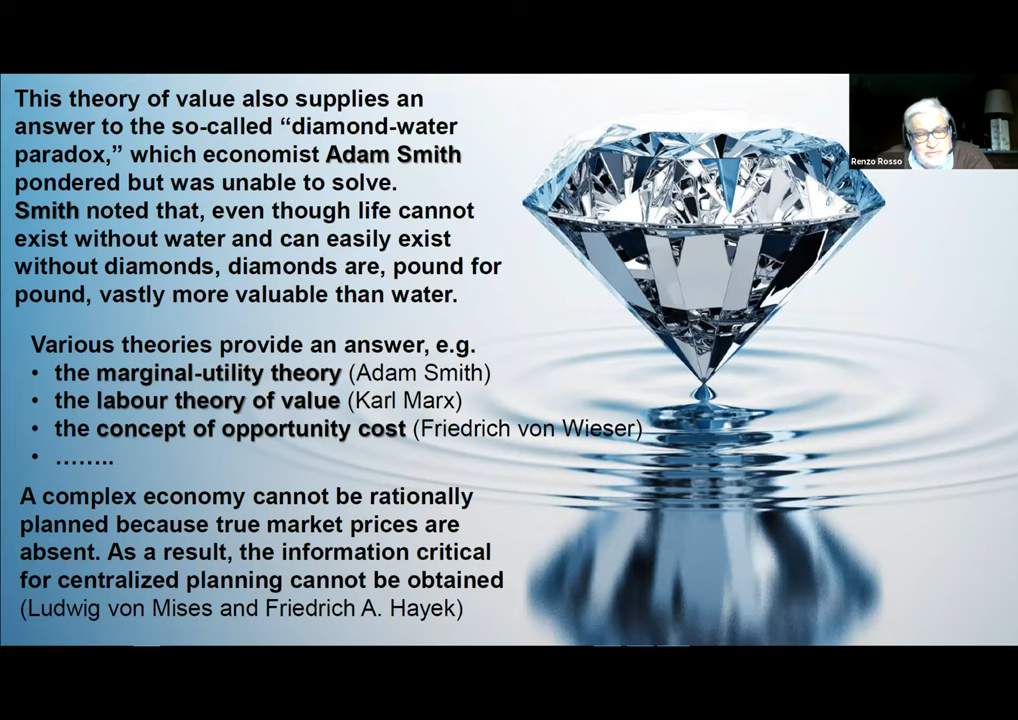 This theory of value also supplies an
answer to the so-called “diamond-water
paradox,” which economist Adam Smith
pondered but was unable to solve.
Smith noted that, even though life cannot
exist without water and can easily exist
without diamonds, diamonds are, pound for
pound, vastly more valuable than water.
Various theories provide an answer, e.g.
• the marginal-utility theory (Adam Smith)
• the labour theory of value (Karl Marx)
• the concept of opportunity cost (Friedrich von Wieser)
• ……..
A complex economy cannot be rationally
planned because true market prices are
absent. As a result, the information critical
for centralized planning cannot be obtained
(Ludwig von Mises and Friedrich A. Hayek)
Renzo Rosso